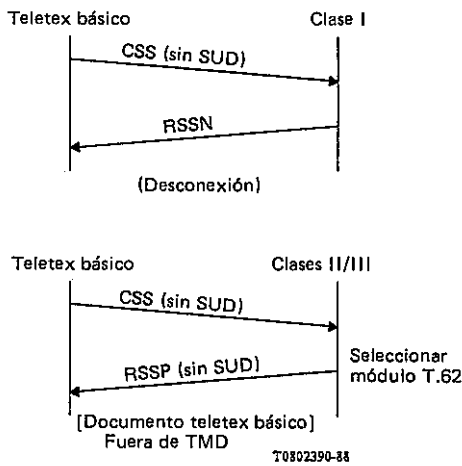 Teletex básico
Clase I
CSS (sin SUD)
RSSN
(Desconexión)
Teletex básico
Clases II/III
CSS (sin SUD)
RSSP (sin SUD)
Seleccionar
módulo T.62
[Documento teletex básico]
Fuera de TMD
T0802390-88